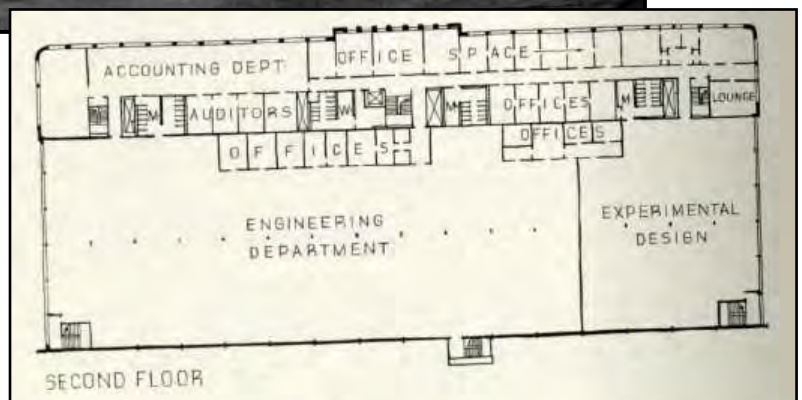 OFFICE SPACE
ACCOUNTING DEPT
M AUDITORS W M OFFICES M LOUNGE
OFFICES OFFICES
ENGINEERING
DEPARTMENT
EXPERIMENTAL
DESIGN
SECOND FLOOR